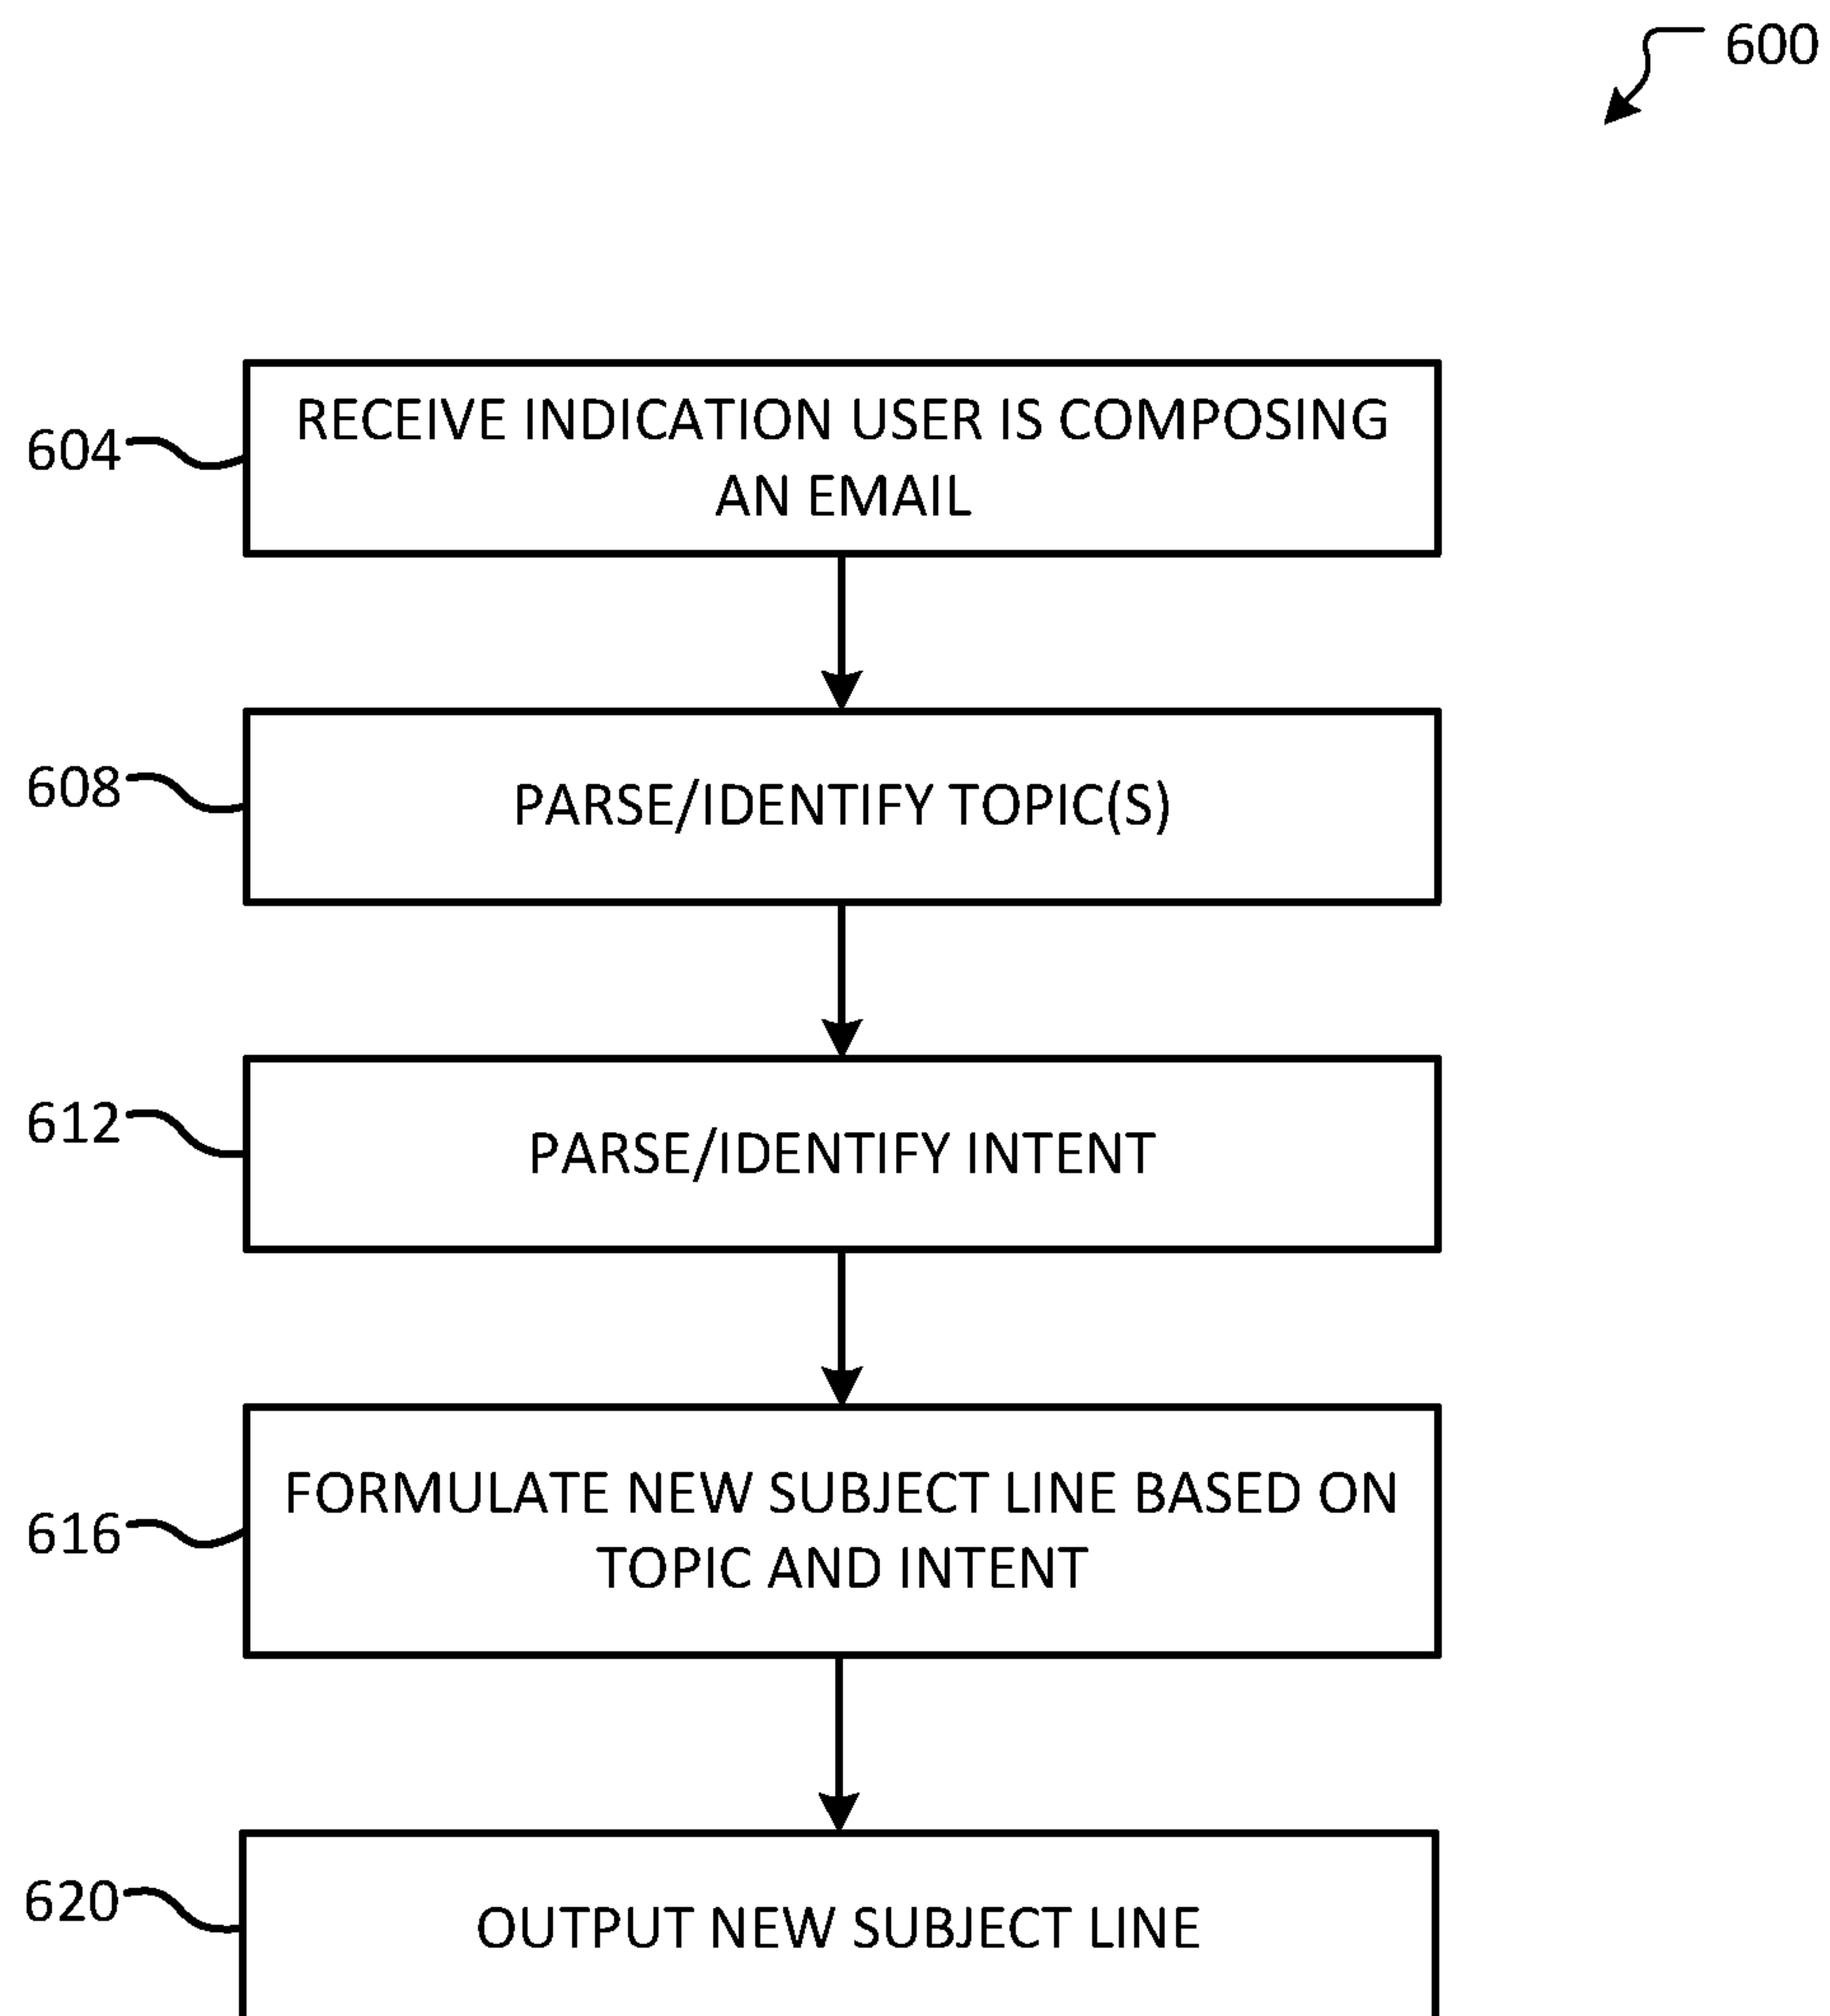 600
604
RECEIVE INDICATION USER IS COMPOSING
AN EMAIL
608
PARSE/IDENTIFY TOPIC(S)
612
PARSE/IDENTIFY INTENT
616
FORMULATE NEW SUBJECT LINE BASED ON
TOPIC AND INTENT
620
OUTPUT NEW SUBJECT LINE